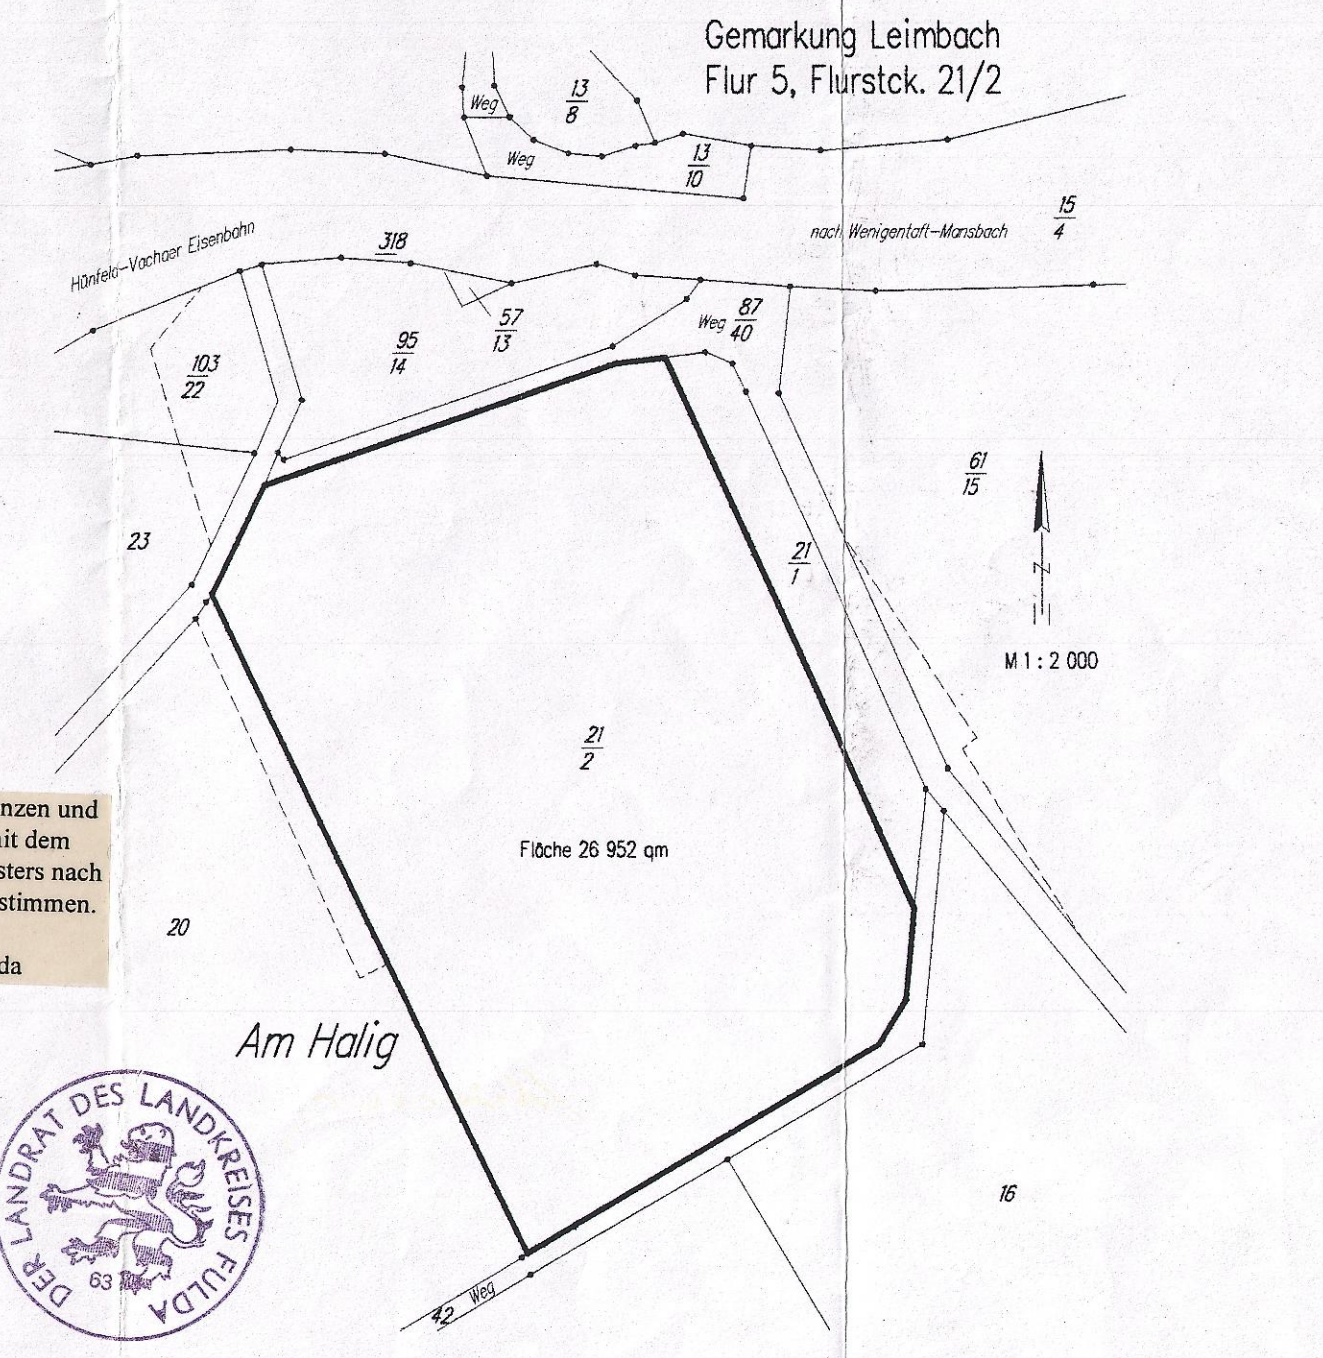 Gemarkung Leimbach
Flur 5, Flurstck. 21/2
Weg
13
8
Weg
13
10
15
4
nach Wenigentaft-Mansbach
Hünfeld-Vachaer Eisenbahn
318
57
13
Weg 87
40
95
14
103
22
61
15
23
21
1
M 1 : 2 000
21
2
Fläche 26 952 qm
nzen und
it dem
sters nach
stimmen.
da
20
Am Halig
DER LANDRAT DES LANDKREISES FULDA
63
16
42 Weg